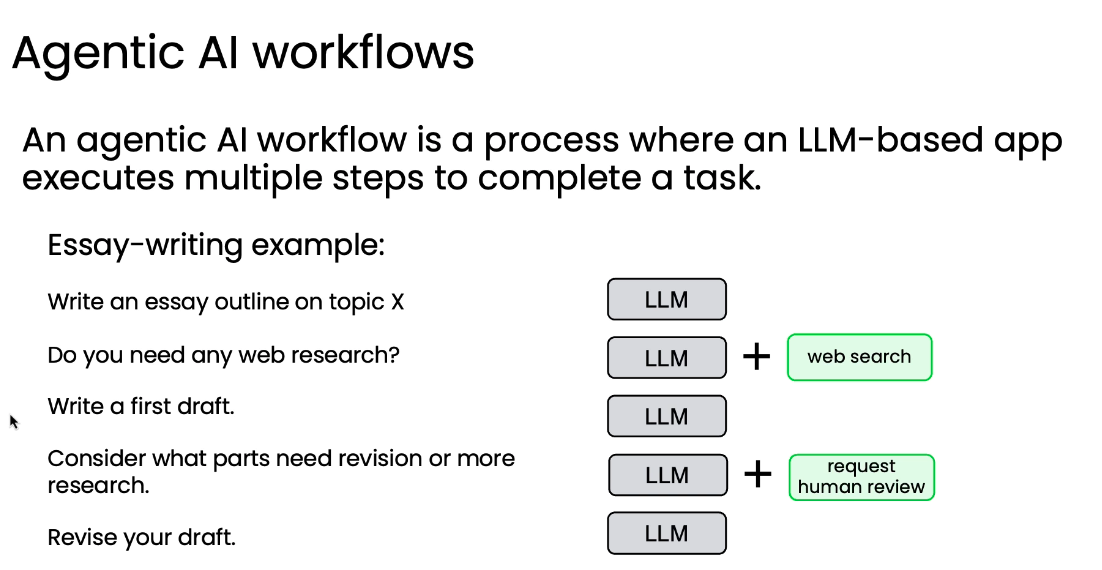 Agentic AI workflows
An agentic AI workflow is a process where an LLM-based app
executes multiple steps to complete a task.
Essay-writing example:
Write an essay outline on topic X
LLM
Do you need any web research?
LLM + web search
Write a first draft.
LLM
Consider what parts need revision or more
research.
LLM + request
human review
Revise your draft.
LLM